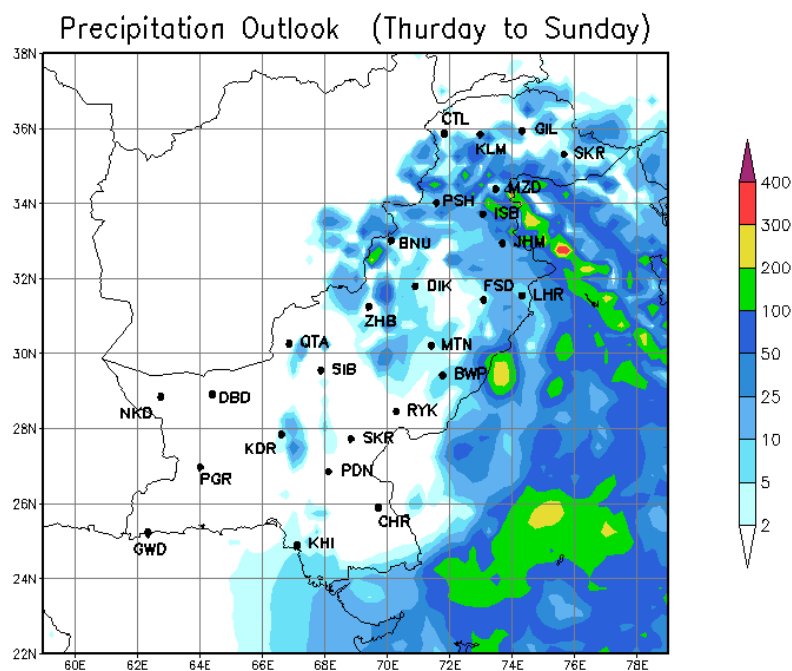 Precipitation Outlook (Thurday to Sunday)
38N
36N
34N
32N
30N
28N
26N
24N
22N
60E
64E
66E
68E
70E
72E
74E
76E
78E
CTL
KLM
GIL
SKR
MZD
PSH
ISB
BNU
JHM
DIK
FSD
LHR
ZHB
QTA
MTN
SIB
BWP
NKD
DBD
RYK
KDR
SKR
PGR
PDN
CHR
GWD
KHI
400
300
200
100
50
25
10
5
2